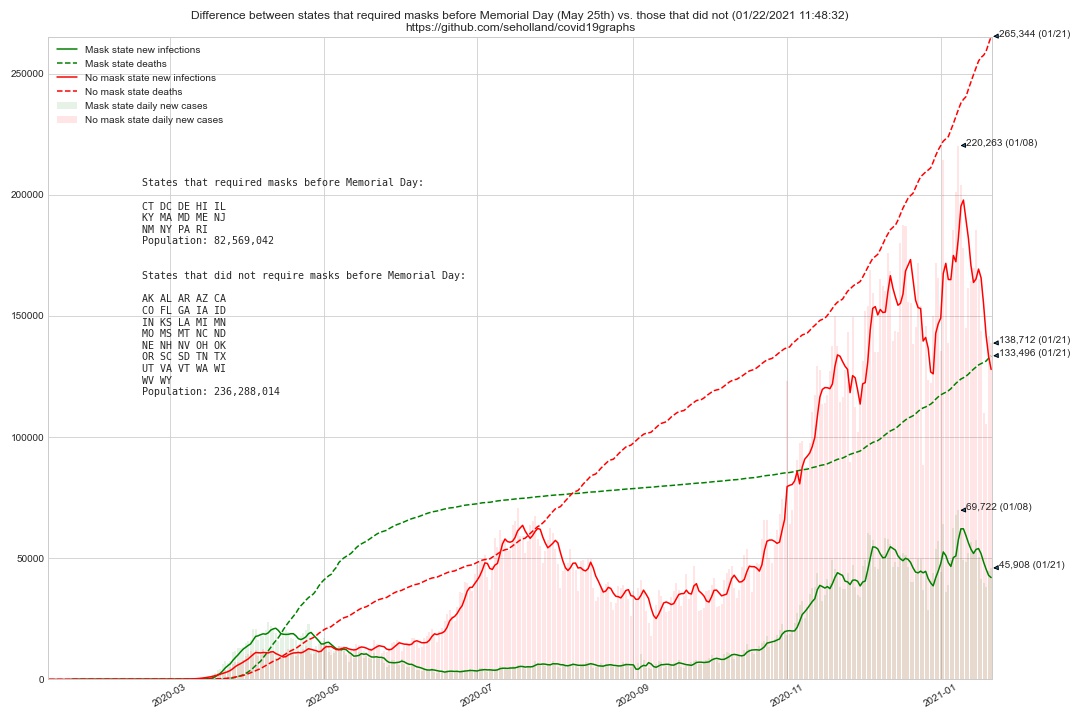 Difference between states that required masks before Memorial Day (May 25th) vs. those that did not (01/22/2021 11:48:32)
https://github.com/seholland/covid19graphs
Mask state new infections
Mask state deaths
No mask state new infections
No mask state deaths
Mask state daily new cases
No mask state daily new cases
States that required masks before Memorial Day:
CT DC DE HI IL
KY MA MD ME NJ
NM NY PA RI
Population: 82,569,042
States that did not require masks before Memorial Day:
AK AL AR AZ CA
CO FL GA IA ID
IN KS LA MI MN
MO MS MT NC ND
NE NH NV OH OK
OR SC SD TN TX
UT VA VT WA WI
WV WY
Population: 236,288,014
265,344 (01/21)
220,263 (01/08)
138,712 (01/21)
133,496 (01/21)
69,722 (01/08)
45,908 (01/21)
250000
200000
150000
100000
50000
0
2020-03
2020-05
2020-07
2020-09
2020-11
2021-01